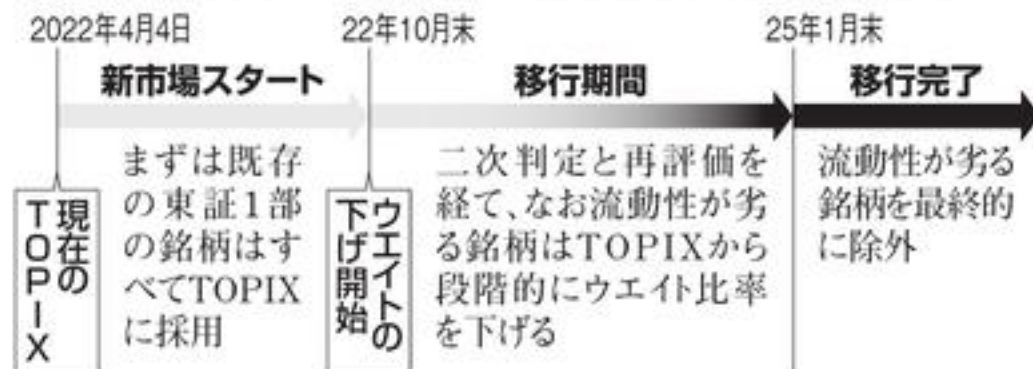 2022年4月4日
22年10月末
25年1月末
新市場スタート
移行期間
移行完了
現在の
TOPIX
まずは既存
の東証1部
の銘柄はす
べてTOPIX
に採用
ウエイトの
下げ開始
二次判定と再評価を
経て、なお流動性が劣
る銘柄はTOPIXから
段階的にウエイト比率
を下げる
流動性が劣る
銘柄を最終的
に除外